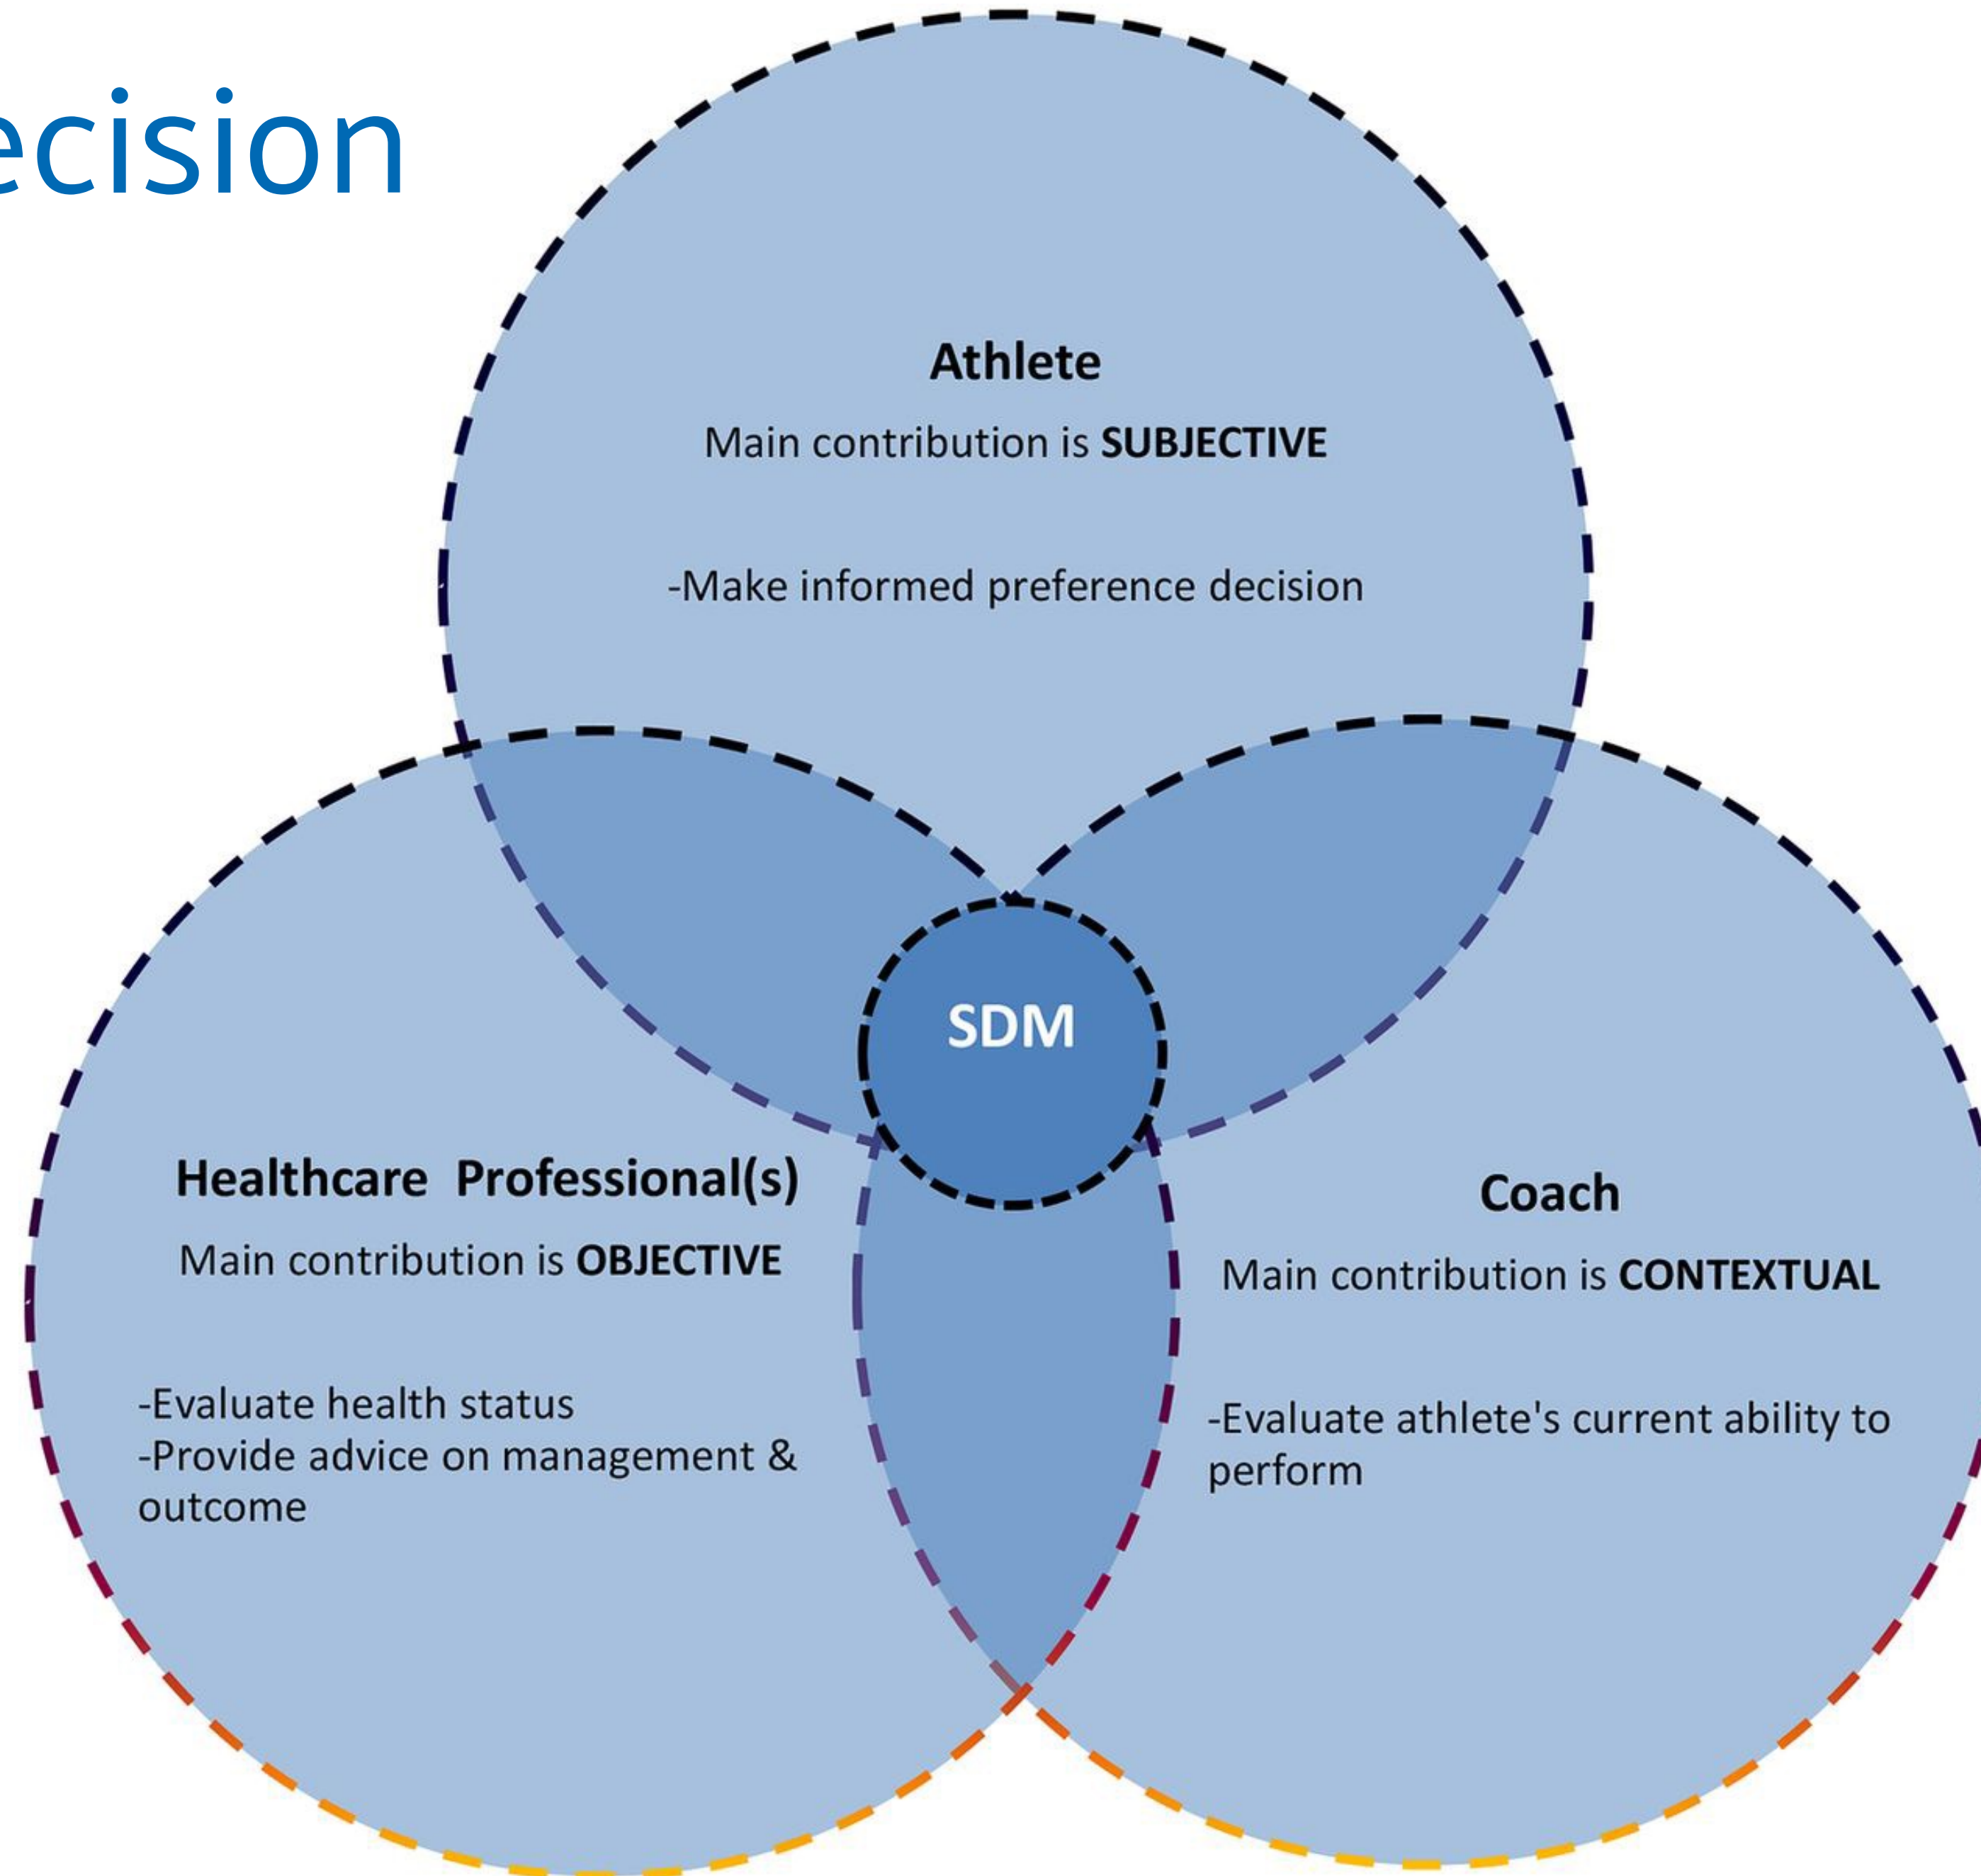 ecision
Athlete
Main contribution is SUBJECTIVE
-Make informed preference decision
SDM
Healthcare Professional(s)
Main contribution is OBJECTIVE
-Evaluate health status
-Provide advice on management &
outcome
Coach
Main contribution is CONTEXTUAL
-Evaluate athlete's current ability to
perform